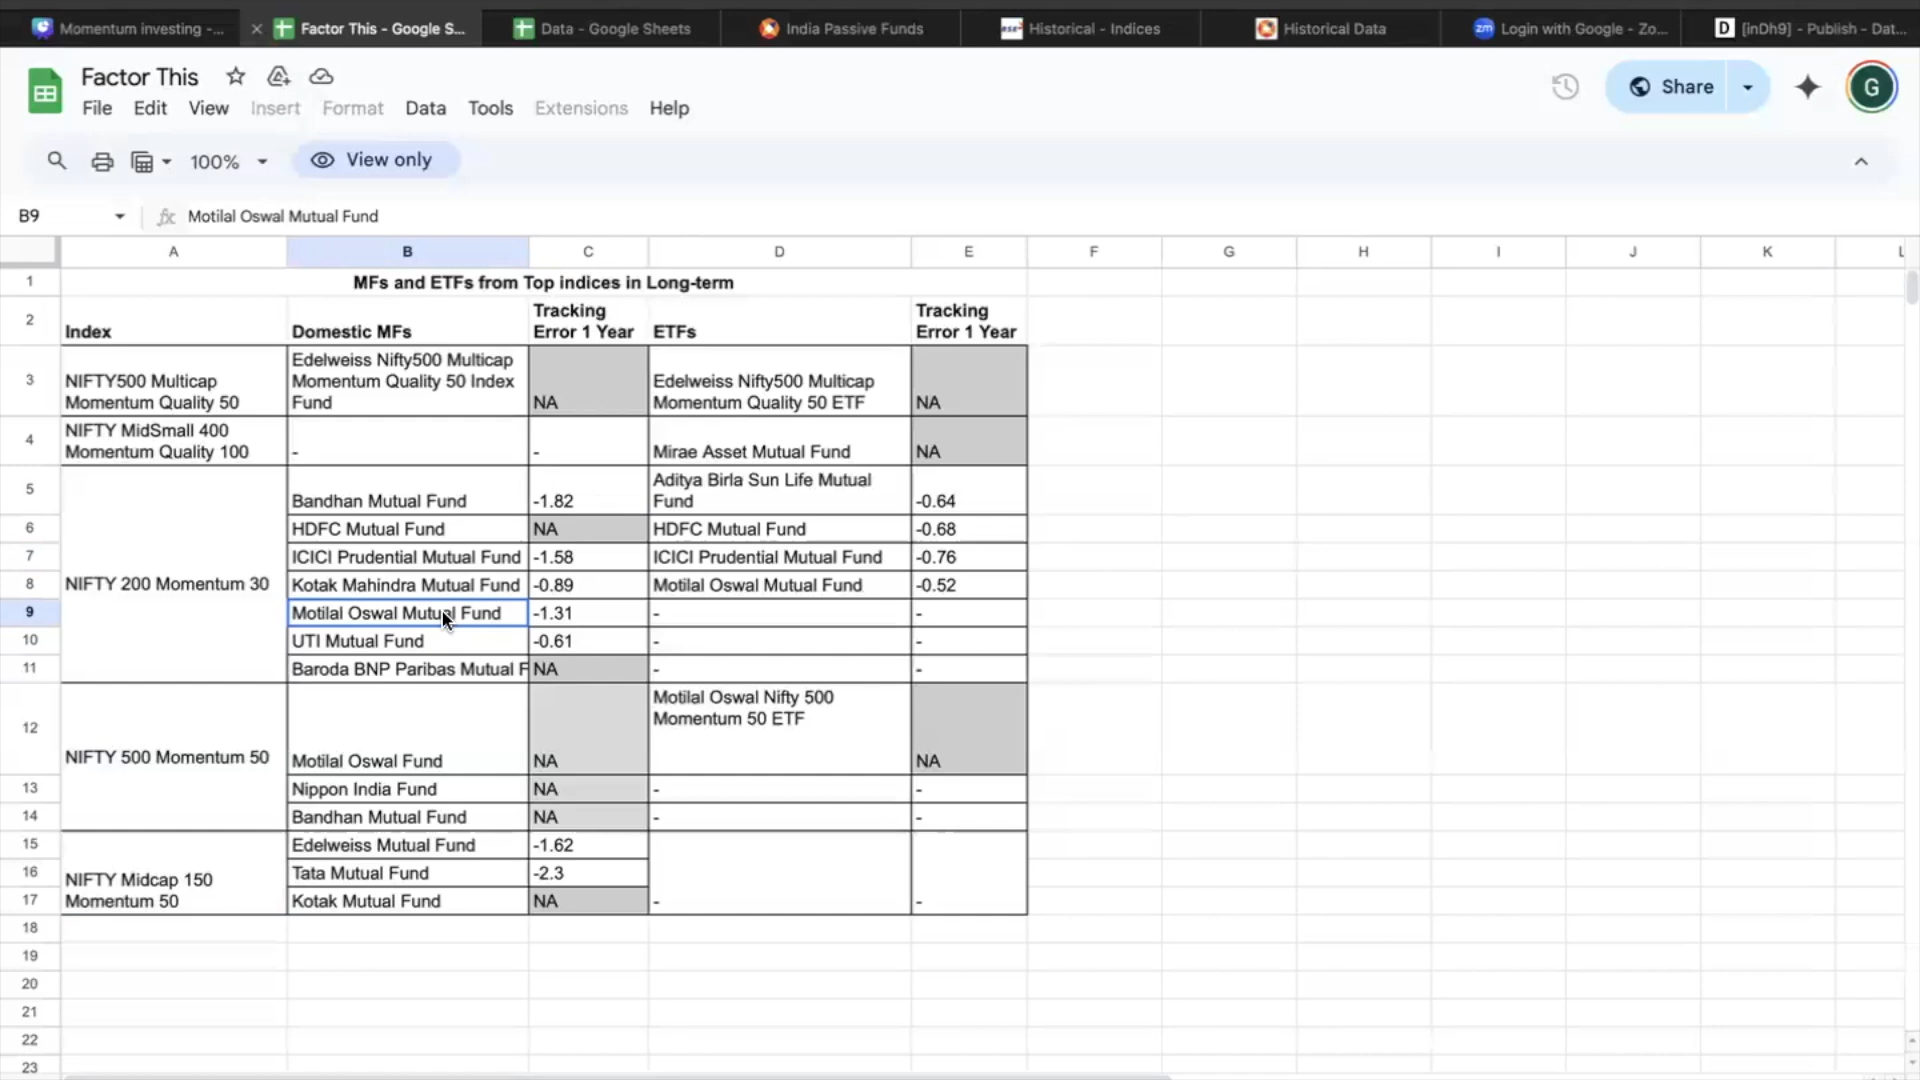 Momentum investing -...
Factor This - Google S...
Data - Google Sheets
India Passive Funds
Historical - Indices
Historical Data
zm
Login with Google - Zo...
D
[inDh9] - Publish - Dat...
Factor This
File Edit View Insert Format Data Tools Extensions Help
Share
G
100%
View only
B9
fx
Motilal Oswal Mutual Fund
A B C D E F G H I J K L
1 MFs and ETFs from Top indices in Long-term
2 Index Domestic MFs Tracking Error 1 Year ETFs Tracking Error 1 Year
3 NIFTY500 Multicap Momentum Quality 50 Edelweiss Nifty500 Multicap Momentum Quality 50 Index Fund NA Edelweiss Nifty500 Multicap Momentum Quality 50 ETF NA
4 NIFTY MidSmall 400 Momentum Quality 100 - - Mirae Asset Mutual Fund NA
5 Bandhan Mutual Fund -1.82 Aditya Birla Sun Life Mutual Fund -0.64
6 HDFC Mutual Fund NA HDFC Mutual Fund -0.68
7 ICICI Prudential Mutual Fund -1.58 ICICI Prudential Mutual Fund -0.76
8 NIFTY 200 Momentum 30 Kotak Mahindra Mutual Fund -0.89 Motilal Oswal Mutual Fund -0.52
9 Motilal Oswal Mutual Fund -1.31 - -
10 UTI Mutual Fund -0.61 - -
11 Baroda BNP Paribas Mutual F NA - -
12 NIFTY 500 Momentum 50 Motilal Oswal Fund NA Motilal Oswal Nifty 500 Momentum 50 ETF NA
13 Nippon India Fund NA - -
14 Bandhan Mutual Fund NA - -
15 Edelweiss Mutual Fund -1.62
16 Tata Mutual Fund -2.3
17 NIFTY Midcap 150 Momentum 50 Kotak Mutual Fund NA - -
18
19
20
21
22
23